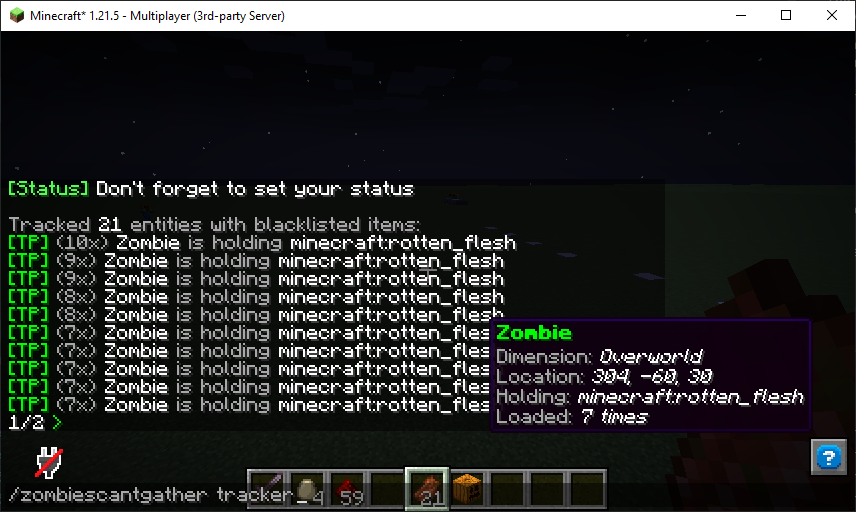 Minecraft* 1.21.5 - Multiplayer (3rd-party Server)
[Status] Don't forget to set your status
Tracked 21 entities with blacklisted items:
[TP] (10x) Zombie is holding minecraft:rotten_flesh
[TP] (9x) Zombie is holding minecraft:rotten_flesh
[TP] (9x) Zombie is holding minecraft:rotten_flesh
[TP] (8x) Zombie is holding minecraft:rotten_flesh
[TP] (8x) Zombie is holding minecraft:rotten_flesh
[TP] (7x) Zombie is holding minecraft:rotten_fles
[TP] (7x) Zombie is holding minecraft:rotten_fles
[TP] (7x) Zombie is holding minecraft:rotten_fles
[TP] (7x) Zombie is holding minecraft:rotten_fles
[TP] (7x) Zombie is holding minecraft:rotten_fles
1/2 >
Zombie
Dimension: Overworld
Location: 304, -60, 30
Holding: minecraft:rotten_flesh
Loaded: 7 times
?
/zombiescantgather tracker_
4
59
21